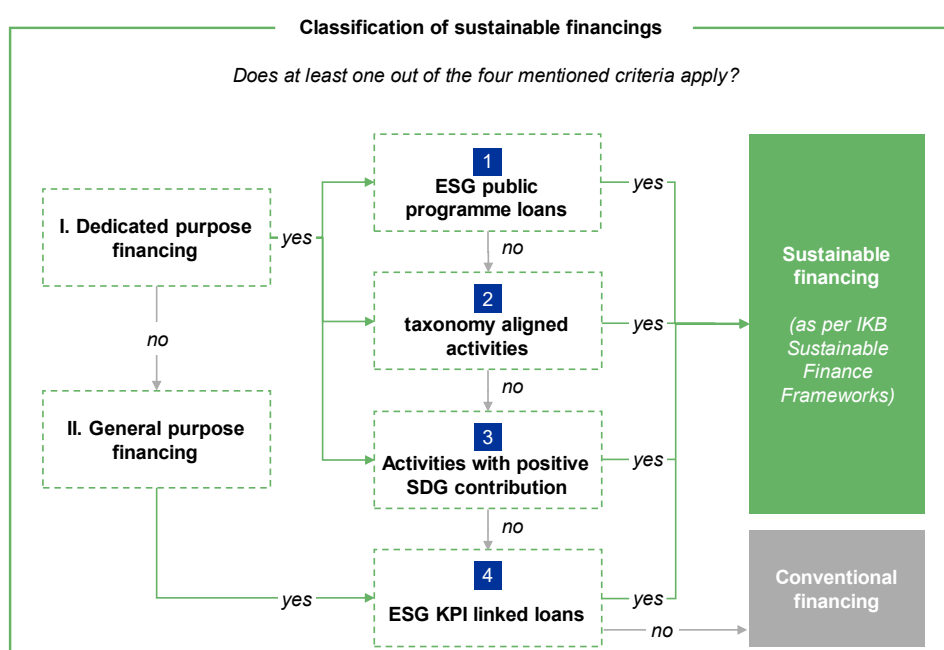 Classification of sustainable financings
Does at least one out of the four mentioned criteria apply?
I. Dedicated purpose
financing
yes
no
II. General purpose
financing
yes
1
ESG public
programme loans
yes
no
2
taxonomy aligned
activities
yes
no
3
Activities with positive
SDG contribution
yes
no
4
ESG KPI linked loans
yes
no
Sustainable
financing
(as per IKB
Sustainable
Finance
Frameworks)
Conventional
financing